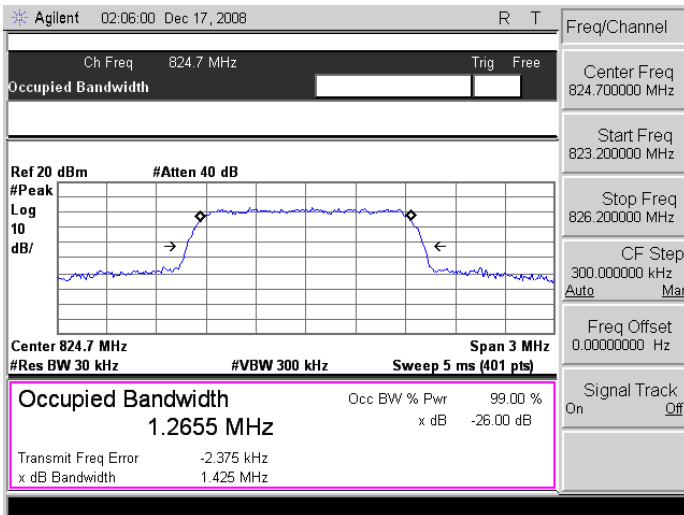 Agilent 02:06:00 Dec 17, 2008 R T
Freq/Channel
Ch Freq 824.7 MHz Trig Free
Occupied Bandwidth
Center Freq
824.700000 MHz
Start Freq
823.200000 MHz
Stop Freq
826.200000 MHz
CF Step
300.000000 kHz
Auto Man
Freq Offset
0.00000000 Hz
Signal Track
On Off
Ref 20 dBm #Atten 40 dB
#Peak
Log
10
dB/
Center 824.7 MHz Span 3 MHz
#Res BW 30 kHz #VBW 300 kHz Sweep 5 ms (401 pts)
Occupied Bandwidth
1.2655 MHz
Occ BW % Pwr 99.00 %
x dB -26.00 dB
Transmit Freq Error -2.375 kHz
x dB Bandwidth 1.425 MHz